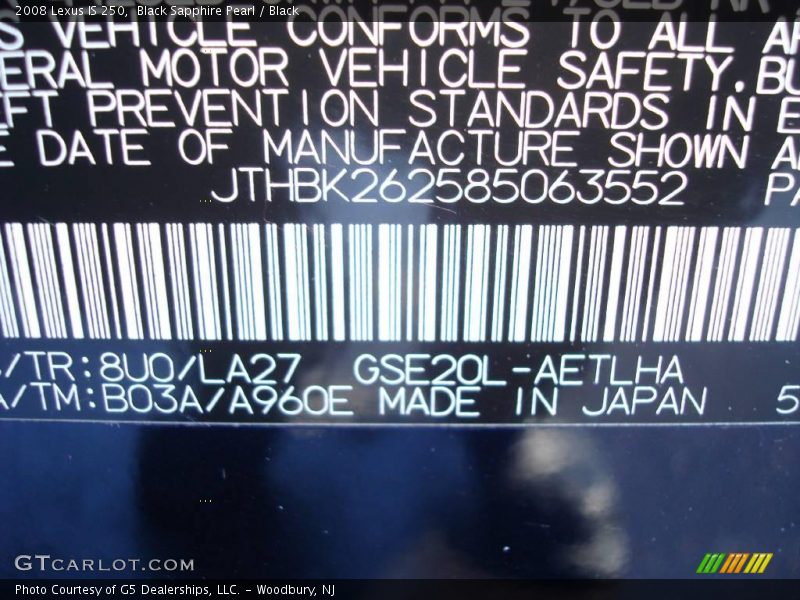 2008 Lexus IS 250, Black Sapphire Pearl / Black
S VEHICLE CONFORMS TO ALL A
ERAL MOTOR VEHICLE SAFETY, BU
FT PREVENTION STANDARDS IN E
E DATE OF MANUFACTURE SHOWN A
JTHBK262585063552 PA
/TR:8U0/LA27 GSE20L-AETLHA
A/TM:B03A/A960E MADE IN JAPAN 5
GTCARLOT.COM
Photo Courtesy of G5 Dealerships, LLC. – Woodbury, NJ